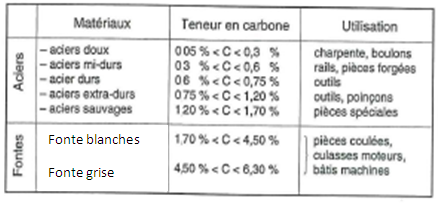 Matériaux Teneur en carbone Utilisation
Aciers
– aciers doux 0 05 % < C < 0,3 % charpente, boulons
– aciers mi-durs 0 3 % < C < 0,6 % rails, pièces forgées
– acier durs 0 6 % < C < 0,75 % outils
– aciers extra-durs 0 75 % < C < 1,20 % outils, poinçons
– aciers sauvages 1 20 % < C < 1,70 % pièces spéciales
Fontes
Fonte blanches 1,70 % < C < 4,50 % pièces coulées,
culasses moteurs,
Fonte grise 4,50 % < C < 6,30 % bâtis machines